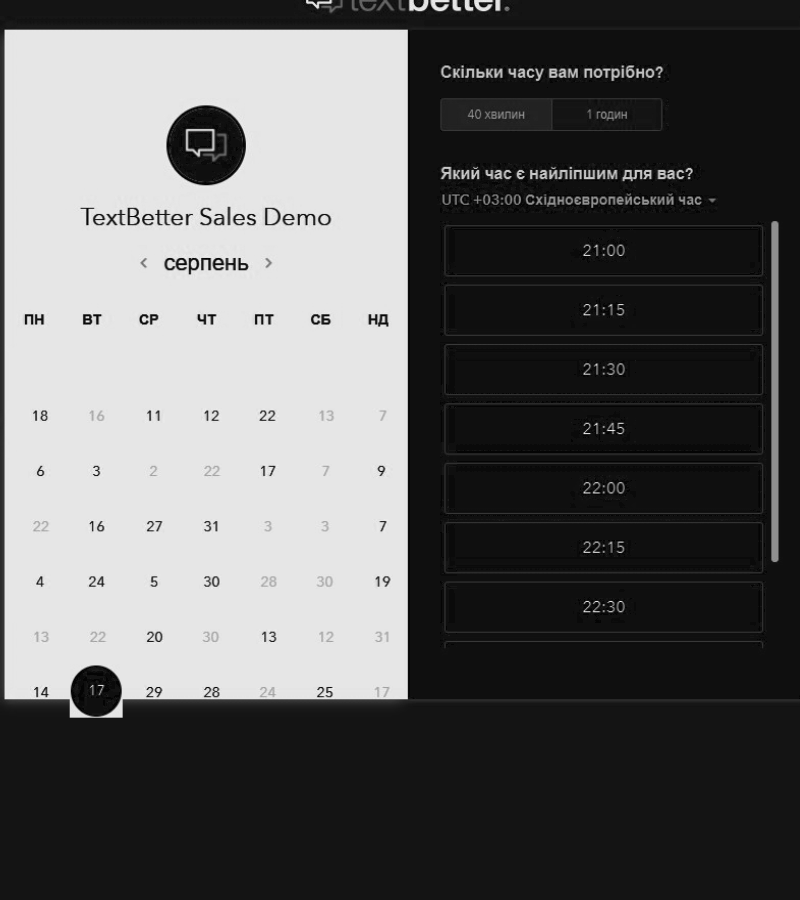 textbetter.
TextBetter Sales Demo
‹ серпень ›
ПН ВТ СР ЧТ ПТ СБ НД
18 16 11 12 22 13 7
6 3 2 22 17 7 9
22 16 27 31 3 3 7
4 24 5 30 28 30 19
13 22 20 30 13 12 31
14 17 29 28 24 25 17
Скільки часу вам потрібно?
40 хвилин 1 годин
Який час є найліпшим для вас?
UTC +03:00 Східноєвропейський час
21:00
21:15
21:30
21:45
22:00
22:15
22:30